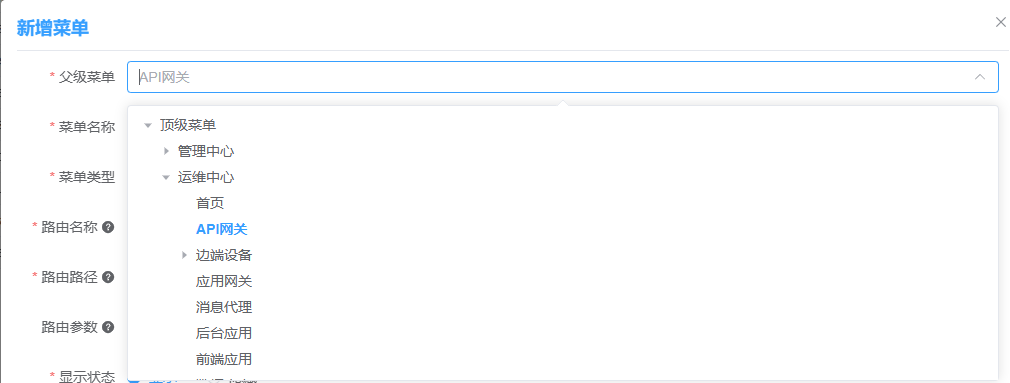 新增菜单
* 父级菜单 API网关
顶级菜单
* 菜单名称
管理中心
* 菜单类型 运维中心
首页
* 路由名称 API网关
边端设备
* 路由路径 应用网关
消息代理
路由参数
后台应用
前端应用
* 显示状态